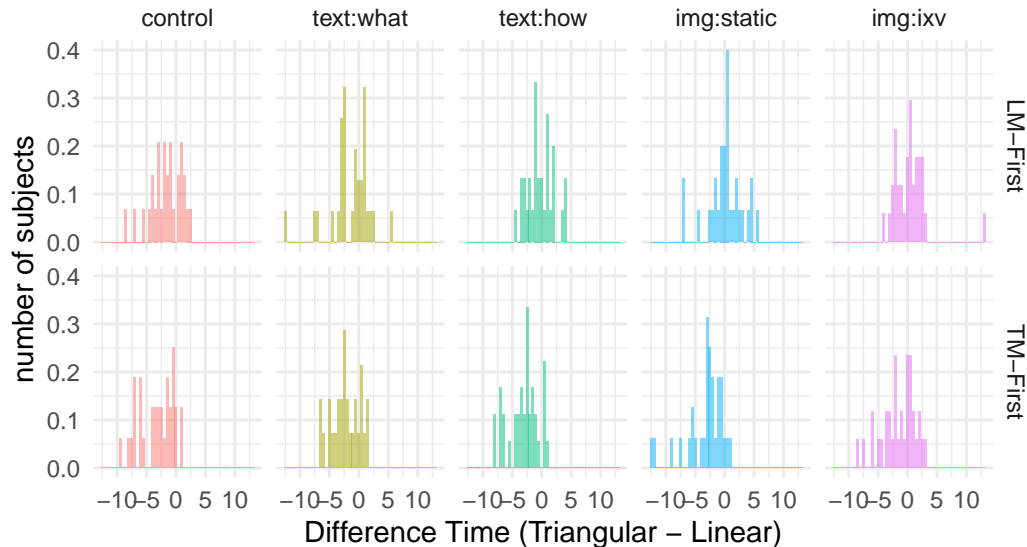 control text:what text:how img:static img:ixv
0.4
0.3
0.2
0.1
0.0
LM−First
0.4
0.3
0.2
0.1
0.0
TM−First
number of subjects
−10 −5 0 5 10 −10 −5 0 5 10 −10 −5 0 5 10 −10 −5 0 5 10 −10 −5 0 5 10
Difference Time (Triangular − Linear)